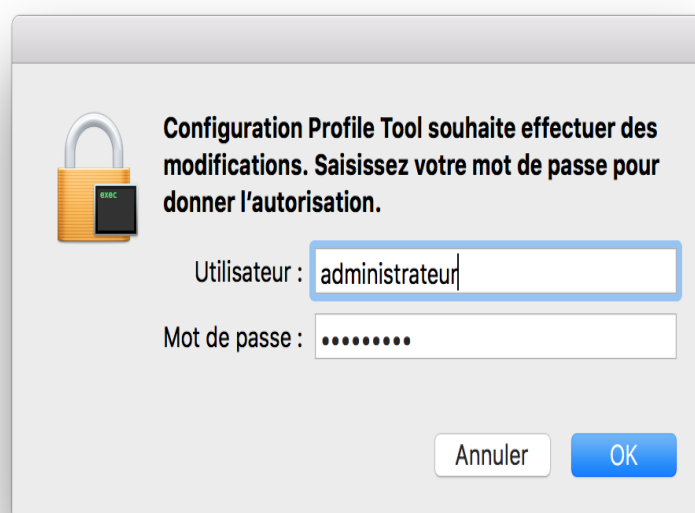 exec
Configuration Profile Tool souhaite effectuer des
modifications. Saisissez votre mot de passe pour
donner l’autorisation.
Utilisateur : administrateur
Mot de passe : •••••••••
Annuler OK